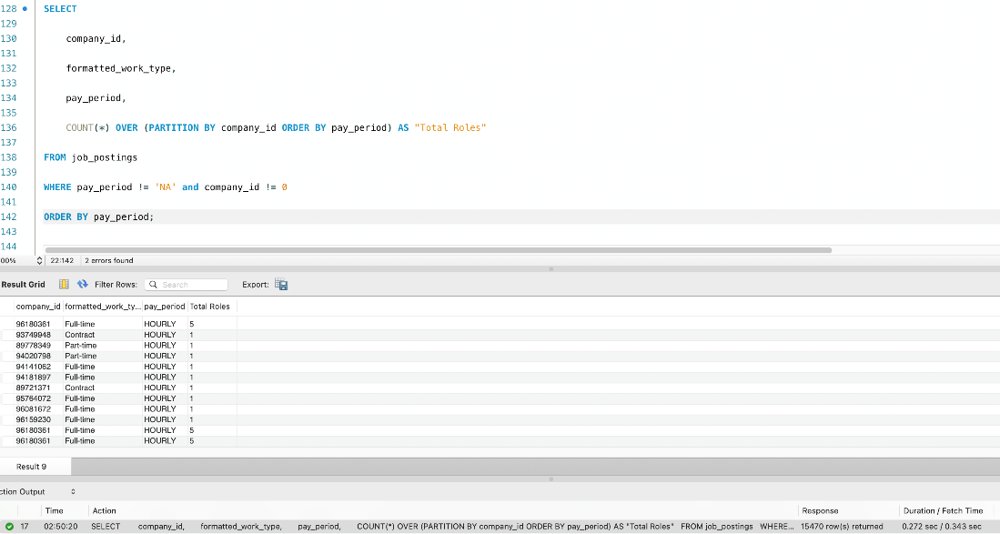 128 SELECT
129
130 company_id,
131
132 formatted_work_type,
133
134 pay_period,
135
136 COUNT(*) OVER (PARTITION BY company_id ORDER BY pay_period) AS "Total Roles"
137
138 FROM job_postings
139
140 WHERE pay_period != 'NA' and company_id != 0
141
142 ORDER BY pay_period;
143
144
00% 22:142 2 errors found
Result Grid Filter Rows: Search Export:
company_id formatted_work_ty... pay_period Total Roles
96180361 Full-time HOURLY 5
93749948 Contract HOURLY 1
89778349 Part-time HOURLY 1
94020798 Part-time HOURLY 1
94141062 Full-time HOURLY 1
94181897 Full-time HOURLY 1
89721371 Contract HOURLY 1
95764072 Full-time HOURLY 1
96081672 Full-time HOURLY 1
96159230 Full-time HOURLY 1
96180361 Full-time HOURLY 5
96180361 Full-time HOURLY 5
Result 9
ction Output
Time Action Response Duration / Fetch Time
17 02:50:20 SELECT company_id, formatted_work_type, pay_period, COUNT(*) OVER (PARTITION BY company_id ORDER BY pay_period) AS "Total Roles" FROM job_postings WHERE... 15470 row(s) returned 0.272 sec / 0.343 sec